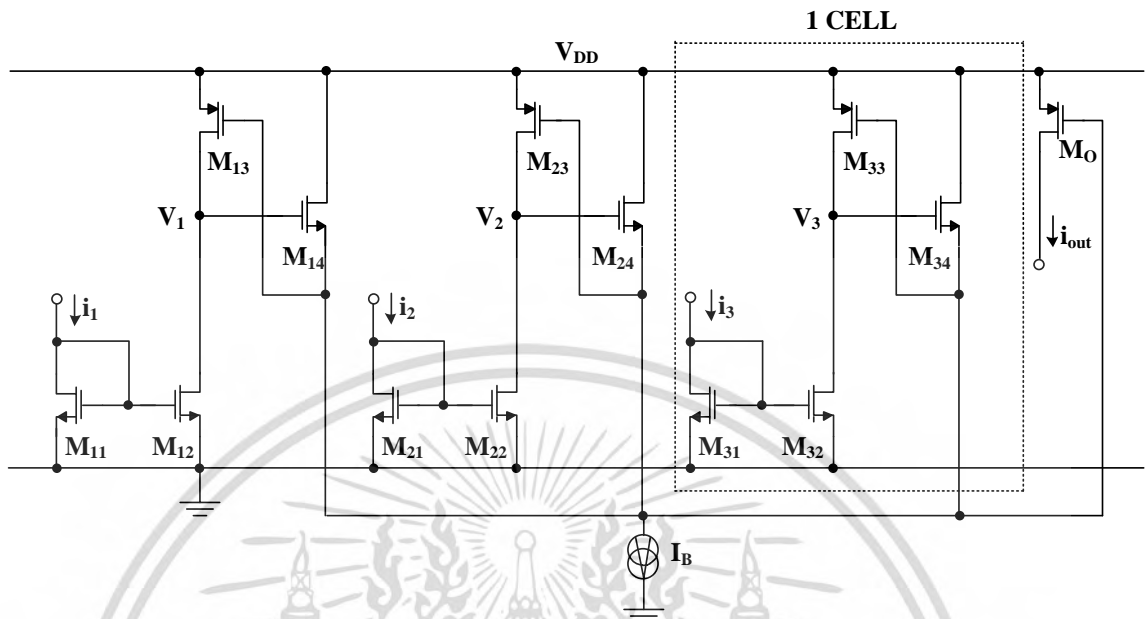 1 CELL
V_DD
M_13 M_23 M_33 M_O
V_1 V_2 V_3
M_14 M_24 M_34 i_out
i_1 i_2 i_3
M_11 M_12 M_21 M_22 M_31 M_32
I_B